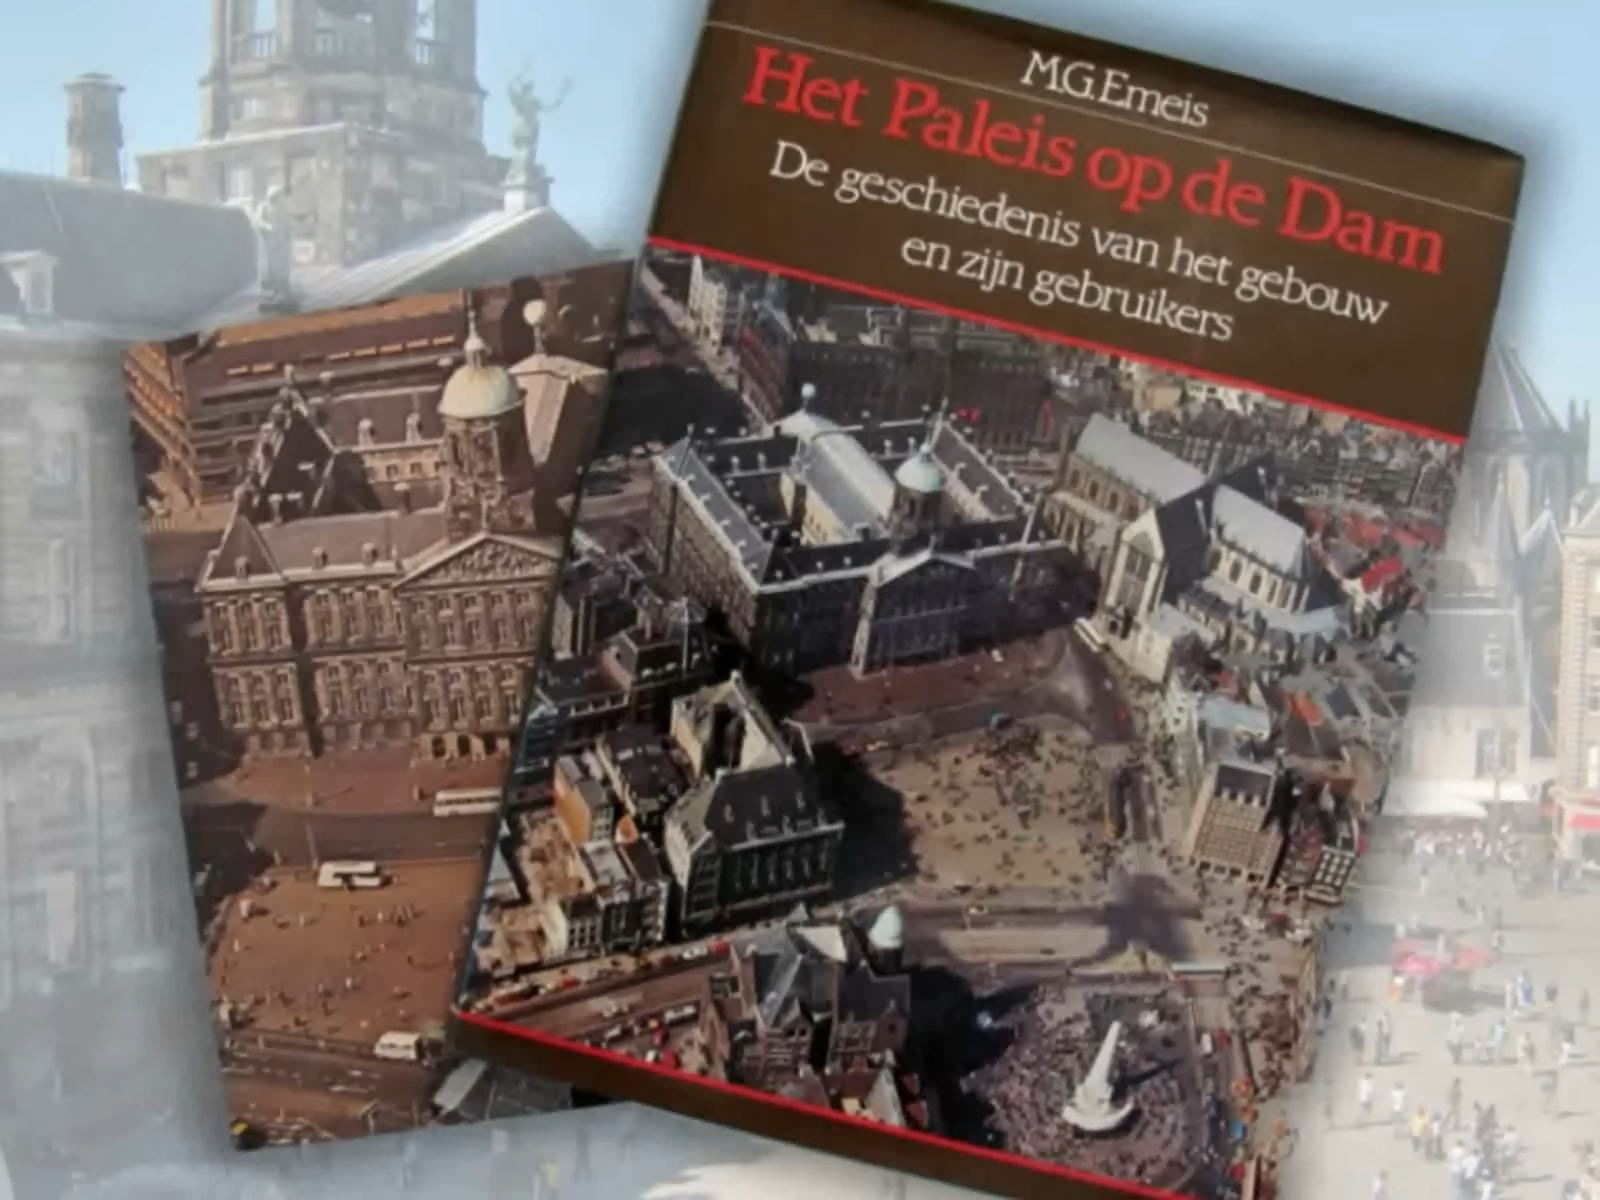 M.G.Emeis
Het Paleis op de Dam
De geschiedenis van het gebouw
en zijn gebruikers